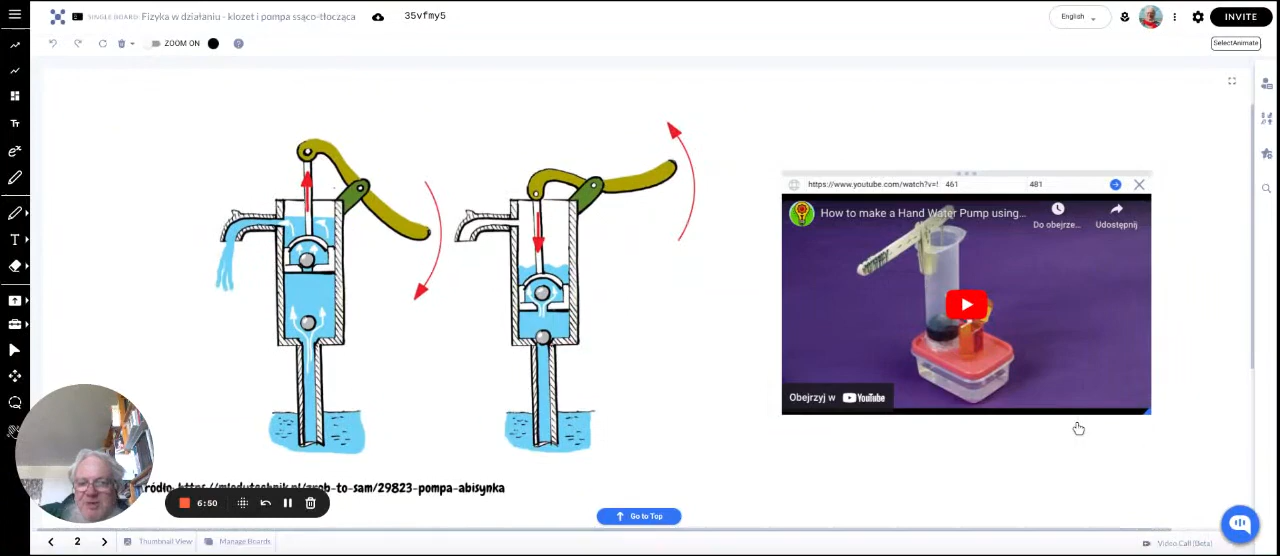 SINGLE BOARD: Fizyka w działaniu - klozet i pompa ssąco-tłocząca
35vfmy5
English
INVITE
ZOOM ON
SelectAnimate
https://www.youtube.com/watch?v=!
461
481
How to make a Hand Water Pump using...
Do obejrze...
Udostępnij
Obejrzyj w YouTube
https://mlodytechnik.pl/zrob-to-sam/29823-pompa-abisynka
6:50
Go to Top
2
Thumbnail View
Manage Boards
Video Call (Beta)